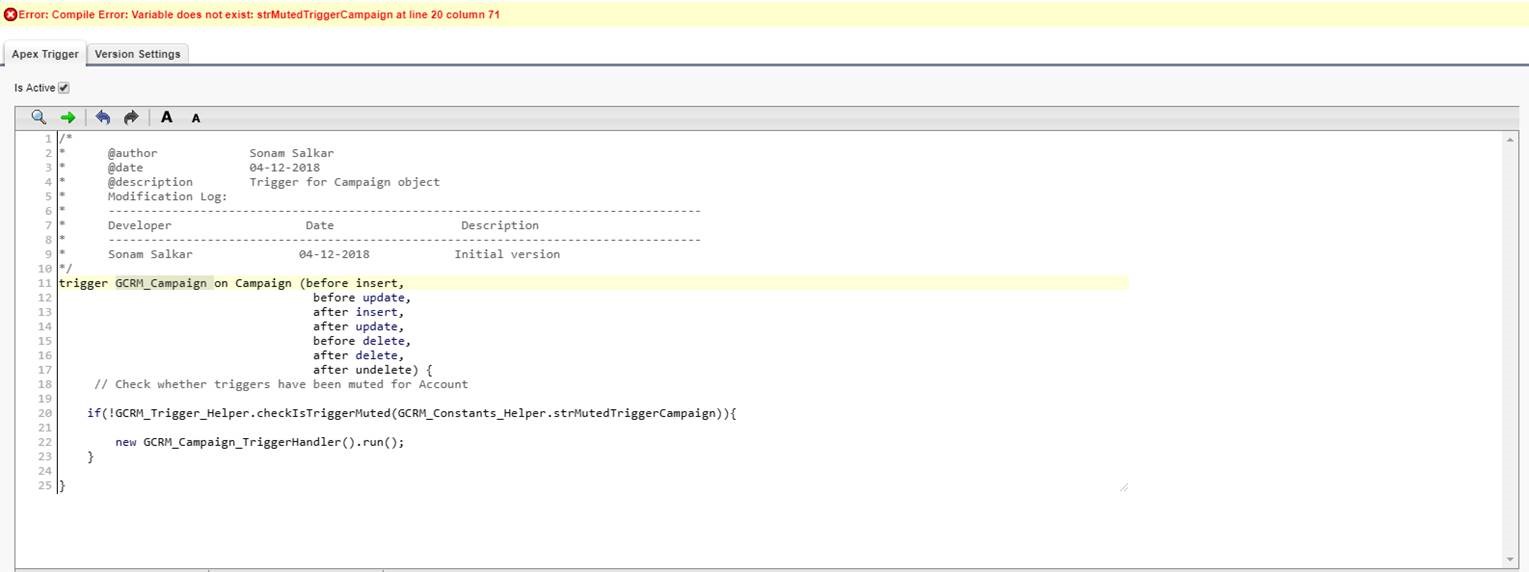 Error: Compile Error: Variable does not exist: strMutedTriggerCampaign at line 20 column 71
Apex Trigger Version Settings
Is Active
A A
1 /*
2 * @author Sonam Salkar
3 * @date 04-12-2018
4 * @description Trigger for Campaign object
5 * Modification Log:
6 * ------------------------------------------------------------------------------------
7 * Developer Date Description
8 * ------------------------------------------------------------------------------------
9 * Sonam Salkar 04-12-2018 Initial version
10 */
11 trigger GCRM_Campaign on Campaign (before insert,
12 before update,
13 after insert,
14 after update,
15 before delete,
16 after delete,
17 after undelete) {
18 // Check whether triggers have been muted for Account
19
20 if(!GCRM_Trigger_Helper.checkIsTriggerMuted(GCRM_Constants_Helper.strMutedTriggerCampaign)){
21
22 new GCRM_Campaign_TriggerHandler().run();
23 }
24
25 }